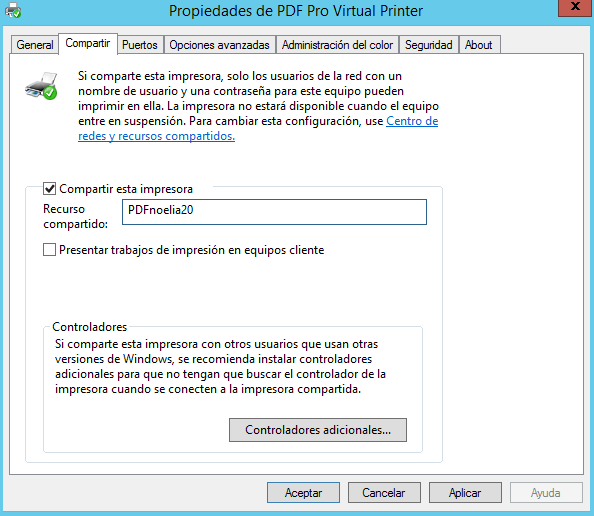 Propiedades de PDF Pro Virtual Printer
x
General Compartir Puertos Opciones avanzadas Administración del color Seguridad About
Si comparte esta impresora, solo los usuarios de la red con un
nombre de usuario y una contraseña para este equipo pueden
imprimir en ella. La impresora no estará disponible cuando el equipo
entre en suspensión. Para cambiar esta configuración, use Centro de
redes y recursos compartidos.
Compartir esta impresora
Recurso
compartido:
PDFnoelia20
Presentar trabajos de impresión en equipos cliente
Controladores
Si comparte esta impresora con otros usuarios que usan otras
versiones de Windows, se recomienda instalar controladores
adicionales para que no tengan que buscar el controlador de la
impresora cuando se conecten a la impresora compartida.
Controladores adicionales...
Aceptar Cancelar Aplicar Ayuda